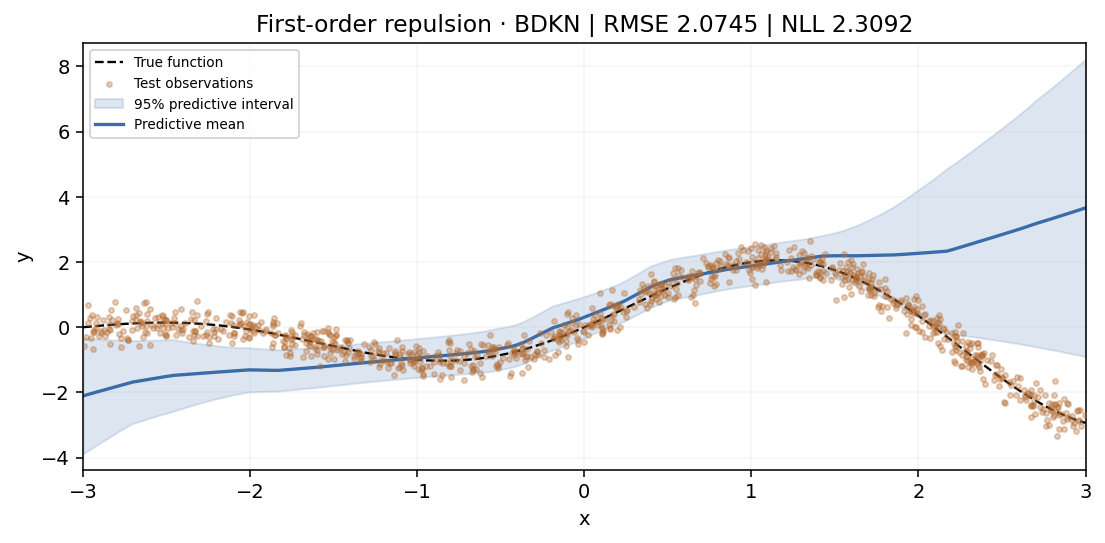 First-order repulsion · BDKN | RMSE 2.0745 | NLL 2.3092
True function
Test observations
95% predictive interval
Predictive mean
y
8
6
4
2
0
−2
−4
−3
−2
−1
0
1
2
3
x